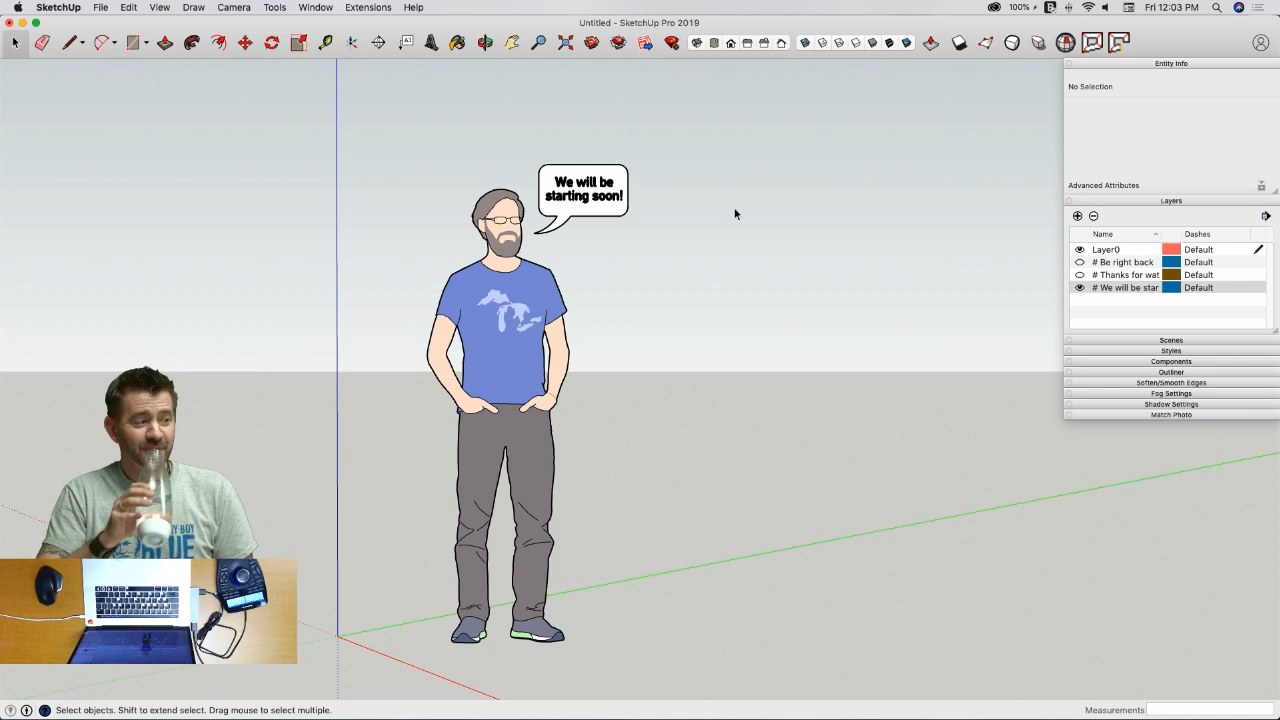 SketchUp File Edit View Draw Camera Tools Window Extensions Help
100% Fri 12:03 PM
Untitled - SketchUp Pro 2019
Entity Info
No Selection
Advanced Attributes
Layers
Name Dashes
Layer0 Default
# Be right back Default
# Thanks for wat Default
# We will be star Default
Scenes
Styles
Components
Outliner
Soften/Smooth Edges
Fog Settings
Shadow Settings
Match Photo
We will be
starting soon!
BOY
BLUE
Select objects. Shift to extend select. Drag mouse to select multiple.
Measurements